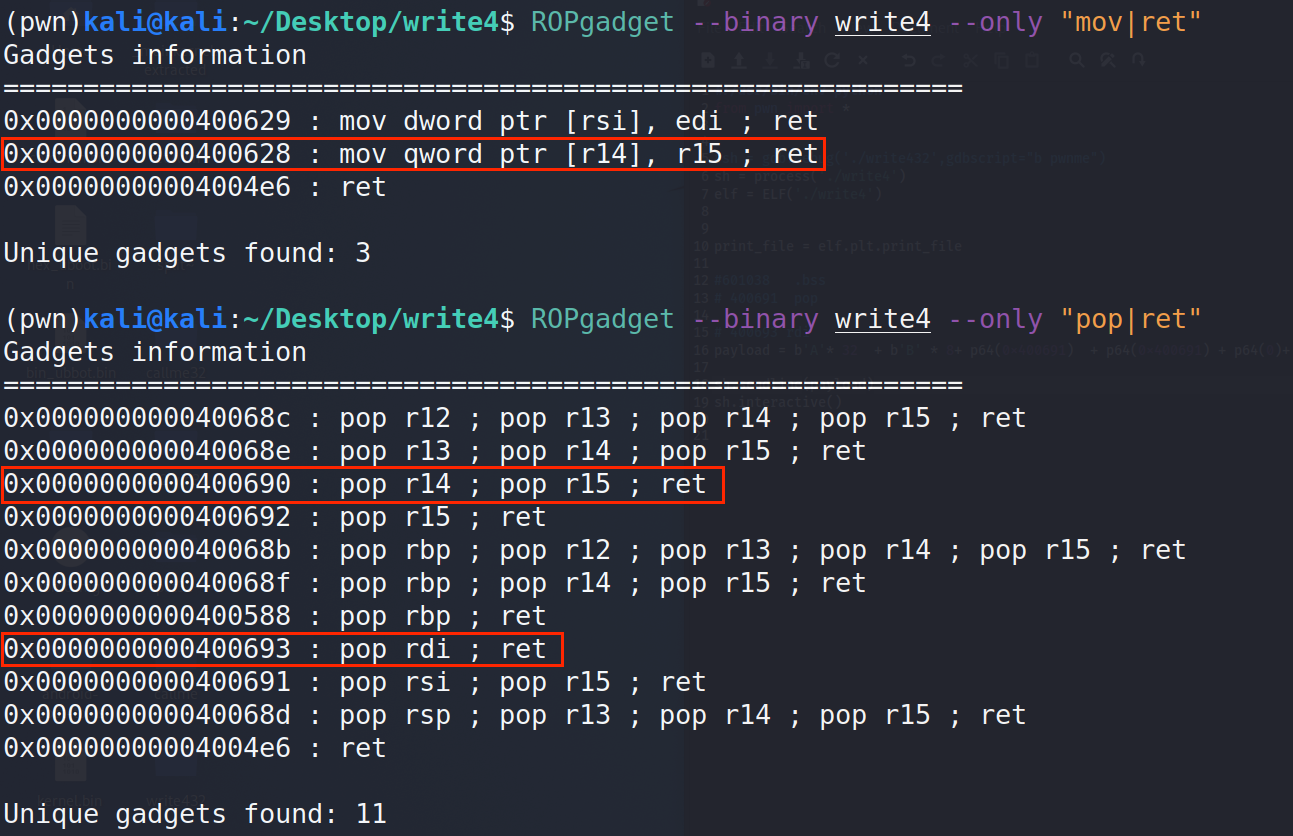 (pwn)kali@kali:~/Desktop/write4$ ROPgadget --binary write4 --only "mov|ret"
Gadgets information
============================================================
0x0000000000400629 : mov dword ptr [rsi], edi ; ret
0x0000000000400628 : mov qword ptr [r14], r15 ; ret
0x00000000004004e6 : ret
Unique gadgets found: 3
(pwn)kali@kali:~/Desktop/write4$ ROPgadget --binary write4 --only "pop|ret"
Gadgets information
============================================================
0x000000000040068c : pop r12 ; pop r13 ; pop r14 ; pop r15 ; ret
0x000000000040068e : pop r13 ; pop r14 ; pop r15 ; ret
0x0000000000400690 : pop r14 ; pop r15 ; ret
0x0000000000400692 : pop r15 ; ret
0x000000000040068b : pop rbp ; pop r12 ; pop r13 ; pop r14 ; pop r15 ; ret
0x000000000040068f : pop rbp ; pop r14 ; pop r15 ; ret
0x0000000000400588 : pop rbp ; ret
0x0000000000400693 : pop rdi ; ret
0x0000000000400691 : pop rsi ; pop r15 ; ret
0x000000000040068d : pop rsp ; pop r13 ; pop r14 ; pop r15 ; ret
0x00000000004004e6 : ret
Unique gadgets found: 11